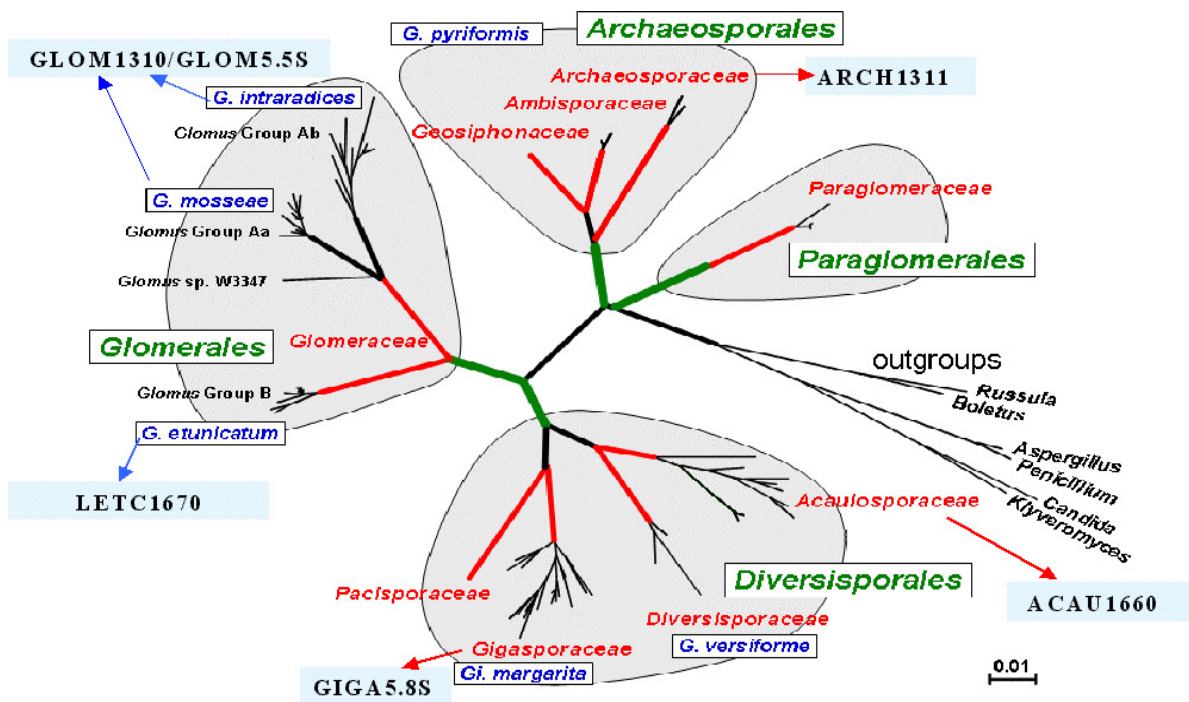 G. pyriformis
Archaeosporales
GLOM1310/GLOM5.5S
Archaeosporaceae
ARCH1311
G. intraradices
Ambisporaceae
Glomus Group Ab
Geosiphonaceae
G. mosseae
Paraglomeraceae
Glomus Group Aa
Paraglomerales
Glomus sp. W3347
Glomerales
Glomeraceae
outgroups
Glomus Group B
Russula
Boletus
G. etunicatum
Aspergillus
Penicillium
LETC1670
Acaulosporaceae
Candida
Klyveromyces
Diversisporales
Pacisporaceae
ACAU1660
Diversisporaceae
Gigasporaceae
G. versiforme
Gi. margarita
GIGA5.8S
0.01